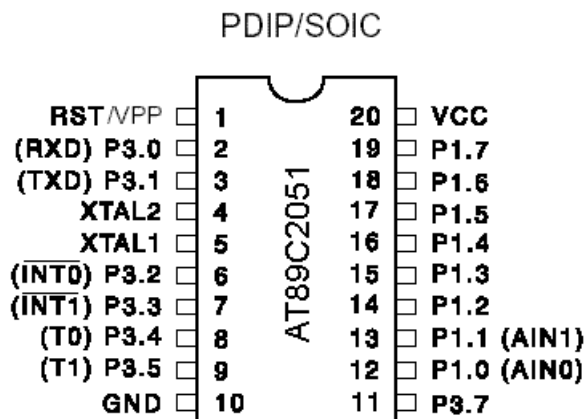 PDIP/SOIC
RST/VPP 1 20 VCC
(RXD) P3.0 2 19 P1.7
(TXD) P3.1 3 18 P1.6
XTAL2 4 17 P1.5
XTAL1 5 16 P1.4
(INT0) P3.2 6 15 P1.3
(INT1) P3.3 7 14 P1.2
(T0) P3.4 8 13 P1.1 (AIN1)
(T1) P3.5 9 12 P1.0 (AIN0)
GND 10 11 P3.7
AT89C2051